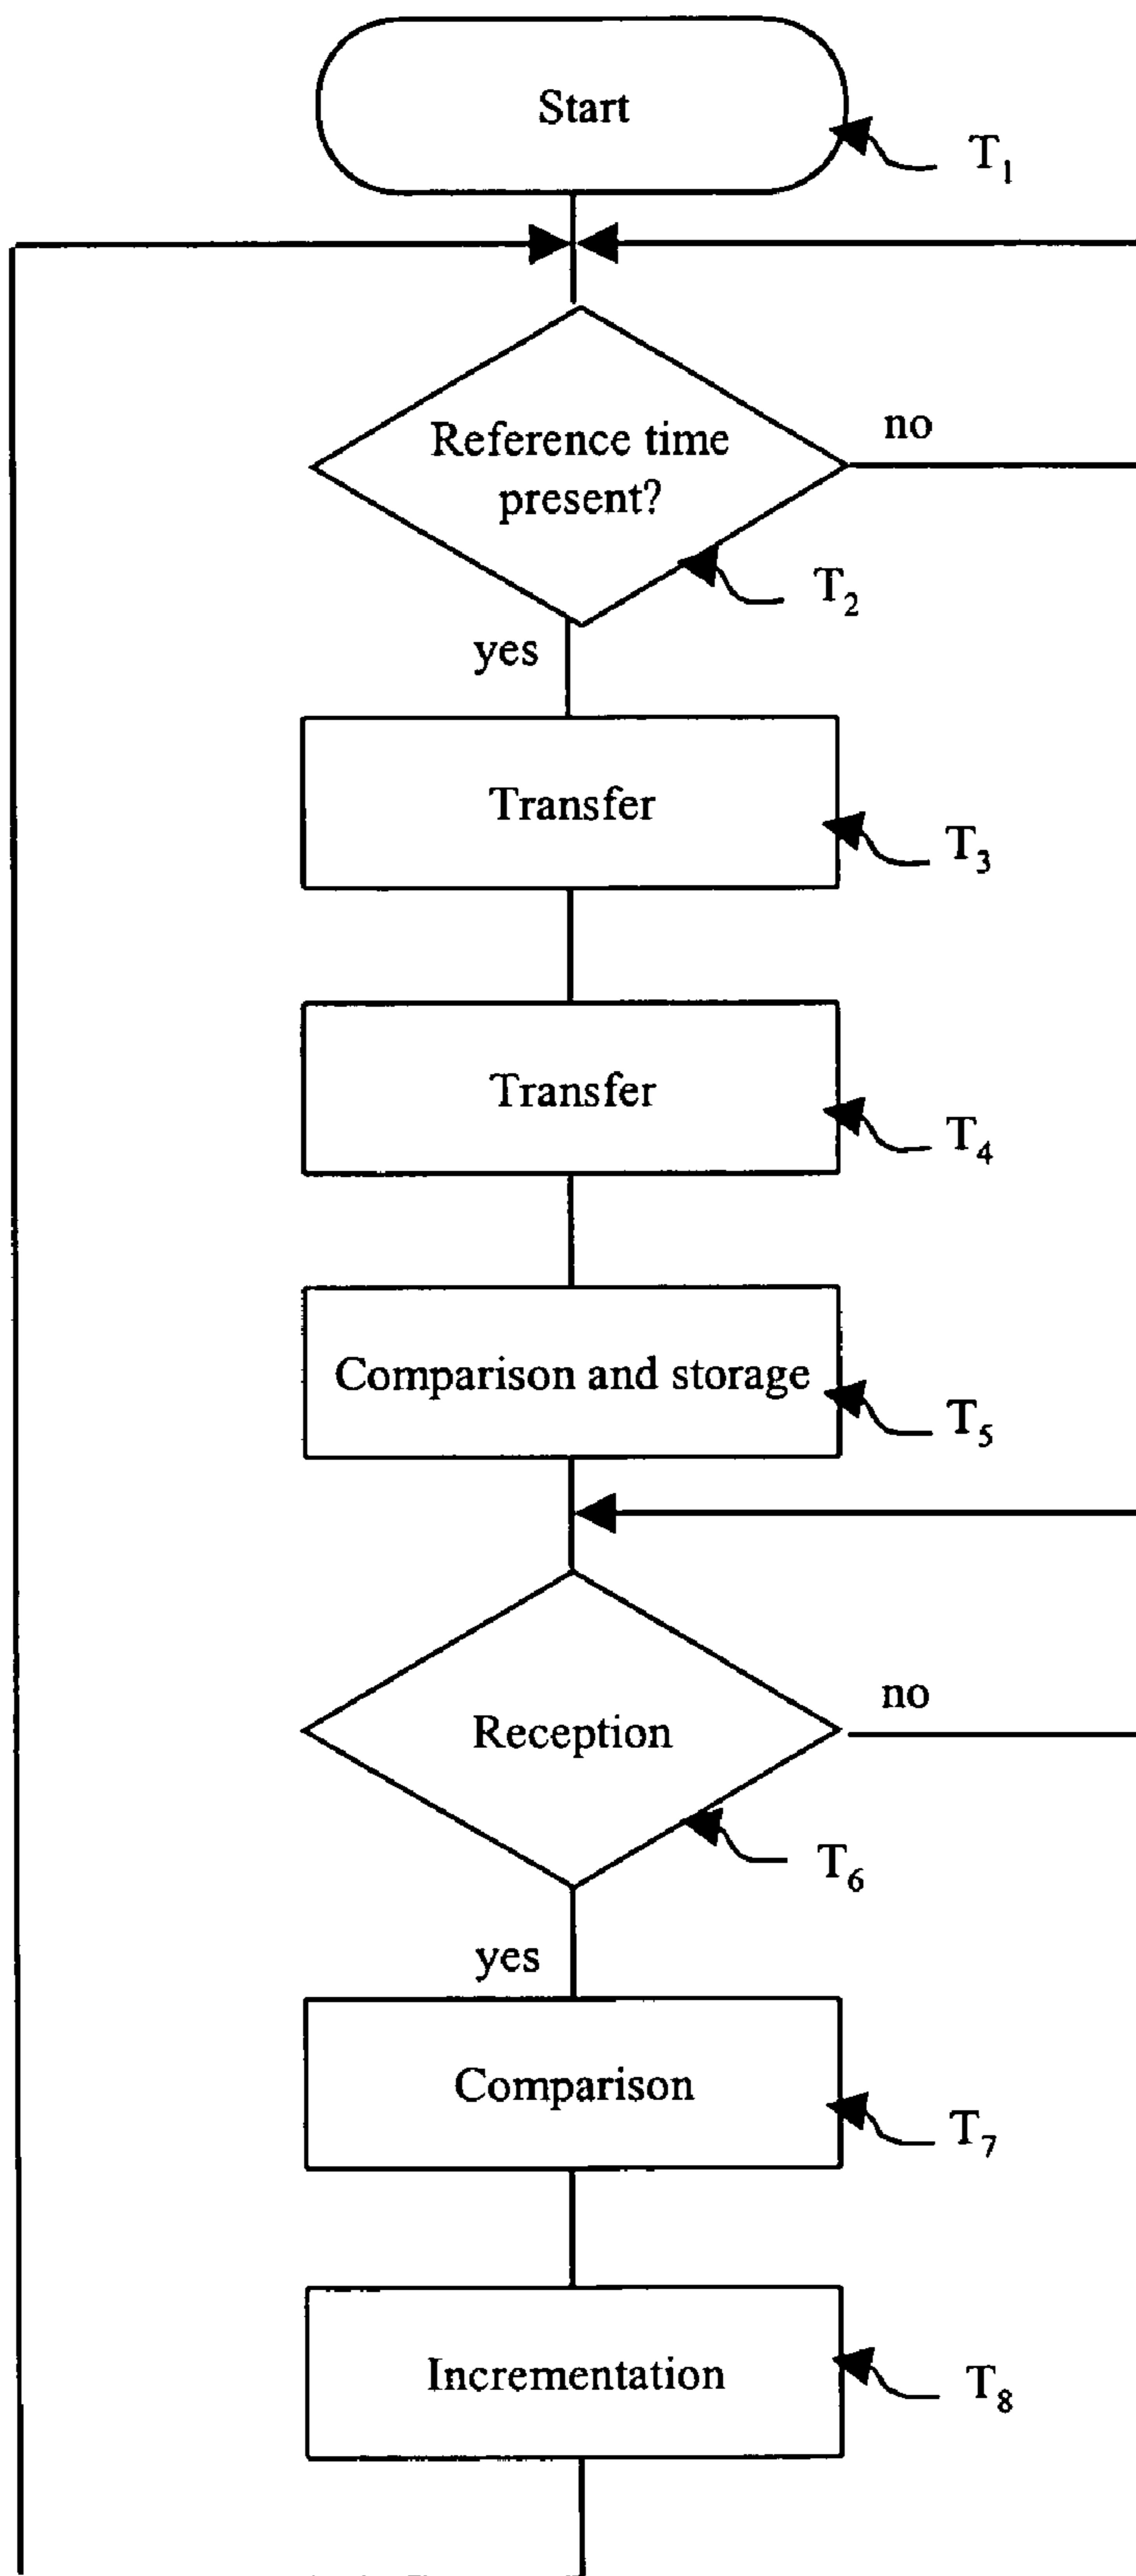 Start
T₁
Reference time
present?
no
T₂
yes
Transfer
T₃
Transfer
T₄
Comparison and storage
T₅
Reception
no
T₆
yes
Comparison
T₇
Incrementation
T₈